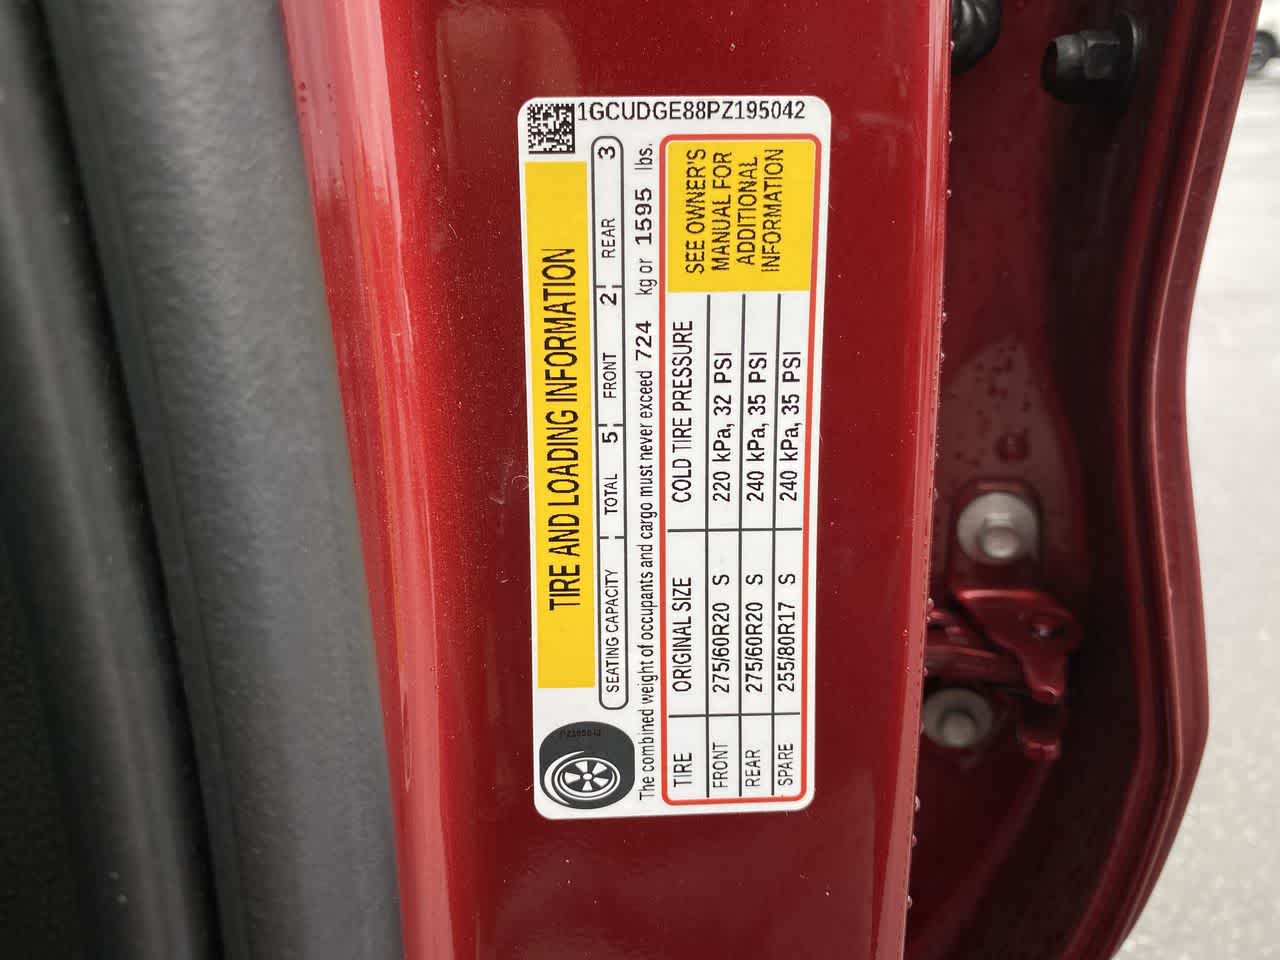 1GCUDGE88PZ195042
TIRE AND LOADING INFORMATION
SEATING CAPACITY TOTAL 5 FRONT 2 REAR 3
The combined weight of occupants and cargo must never exceed 724 kg or 1595 lbs.
TIRE ORIGINAL SIZE COLD TIRE PRESSURE
FRONT 275/60R20 S 220 kPa, 32 PSI
REAR 275/60R20 S 240 kPa, 35 PSI
SPARE 255/80R17 S 240 kPa, 35 PSI
SEE OWNER'S
MANUAL FOR
ADDITIONAL
INFORMATION